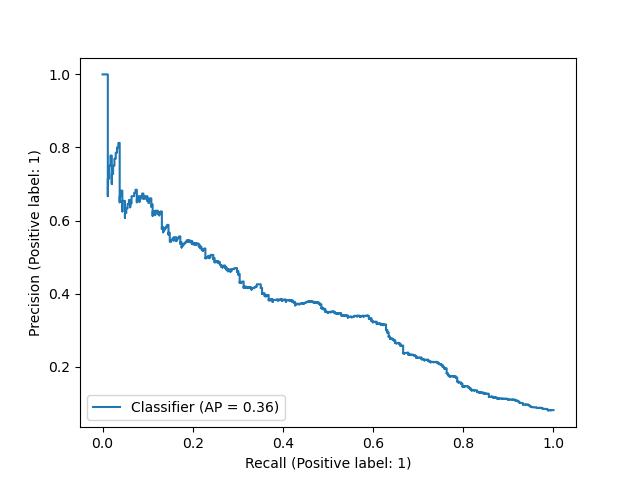 1.0
0.8
0.6
0.4
0.2
Precision (Positive label: 1)
Classifier (AP = 0.36)
0.0 0.2 0.4 0.6 0.8 1.0
Recall (Positive label: 1)